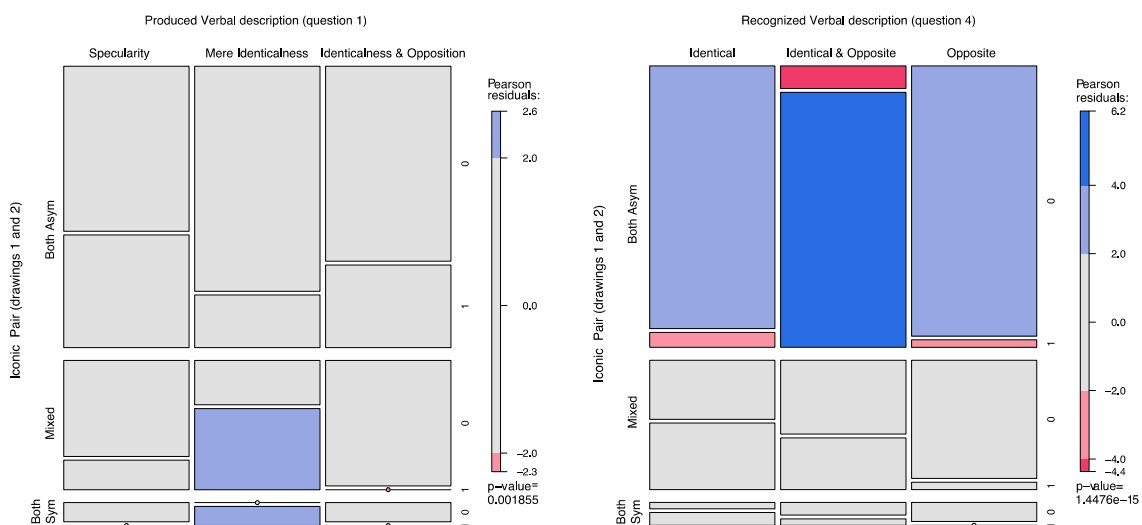 Produced Verbal description (question 1)
Specularity
Mere Identicalness
Identicalness & Opposition
Iconic Pair (drawings 1 and 2)
Both Asym
Mixed
Both
Sym
0
1
0
1
0
Pearson
residuals:
2.6
2.0
0.0
−2.0
−2.3
p−value=
0.001855
Recognized Verbal description (question 4)
Identical
Identical & Opposite
Opposite
Iconic Pair (drawings 1 and 2)
Both Asym
Mixed
Both
Sym
0
1
0
1
0
Pearson
residuals:
6.2
4.0
2.0
0.0
−2.0
−4.0
−4.4
p−value=
1.4476e−15